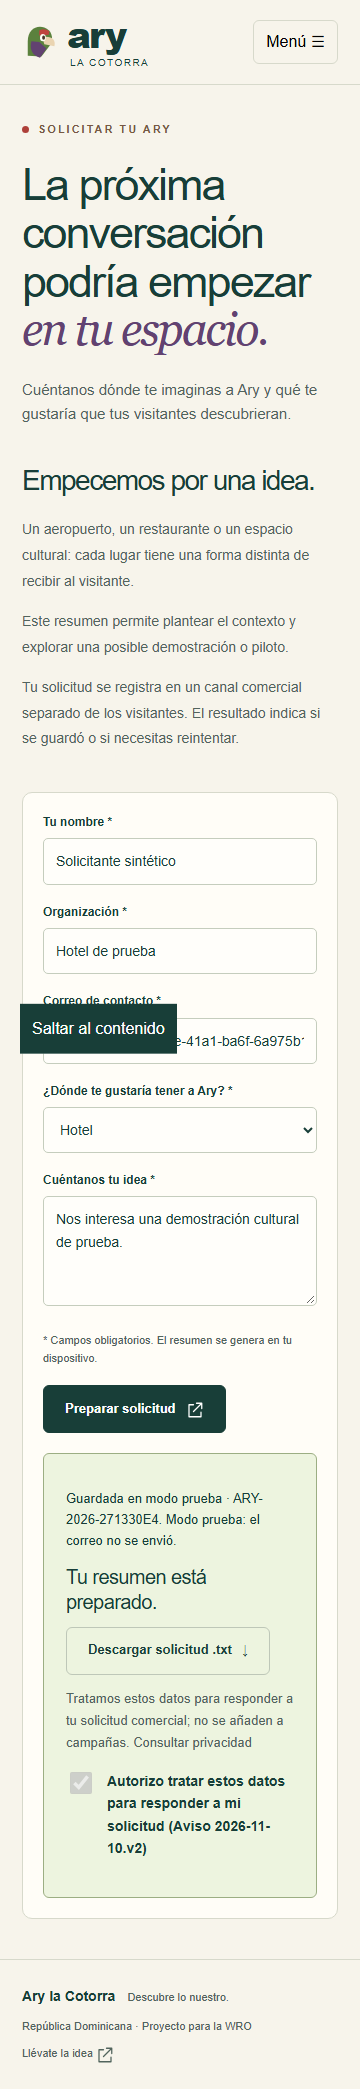 ary
LA COTORRA
Menú ☰
SOLICITAR TU ARY
La próxima
conversación
podría empezar
en tu espacio.
Cuéntanos dónde te imaginas a Ary y qué te
gustaría que tus visitantes descubrieran.
Empecemos por una idea.
Un aeropuerto, un restaurante o un espacio
cultural: cada lugar tiene una forma distinta de
recibir al visitante.
Este resumen permite plantear el contexto y
explorar una posible demostración o piloto.
Tu solicitud se registra en un canal comercial
separado de los visitantes. El resultado indica si
se guardó o si necesitas reintentar.
Tu nombre *
Solicitante sintético
Organización *
Hotel de prueba
Correo de contacto *
Saltar al contenido
e-41a1-ba6f-6a975b
¿Dónde te gustaría tener a Ary? *
Hotel
Cuéntanos tu idea *
Nos interesa una demostración cultural
de prueba.
* Campos obligatorios. El resumen se genera en tu
dispositivo.
Preparar solicitud
Guardada en modo prueba · ARY-
2026-271330E4. Modo prueba: el
correo no se envió.
Tu resumen está
preparado.
Descargar solicitud .txt ↓
Tratamos estos datos para responder a
tu solicitud comercial; no se añaden a
campañas. Consultar privacidad
Autorizo tratar estos datos
para responder a mi
solicitud (Aviso 2026-11-
10.v2)
Ary la Cotorra Descubre lo nuestro.
República Dominicana · Proyecto para la WRO
Llévate la idea